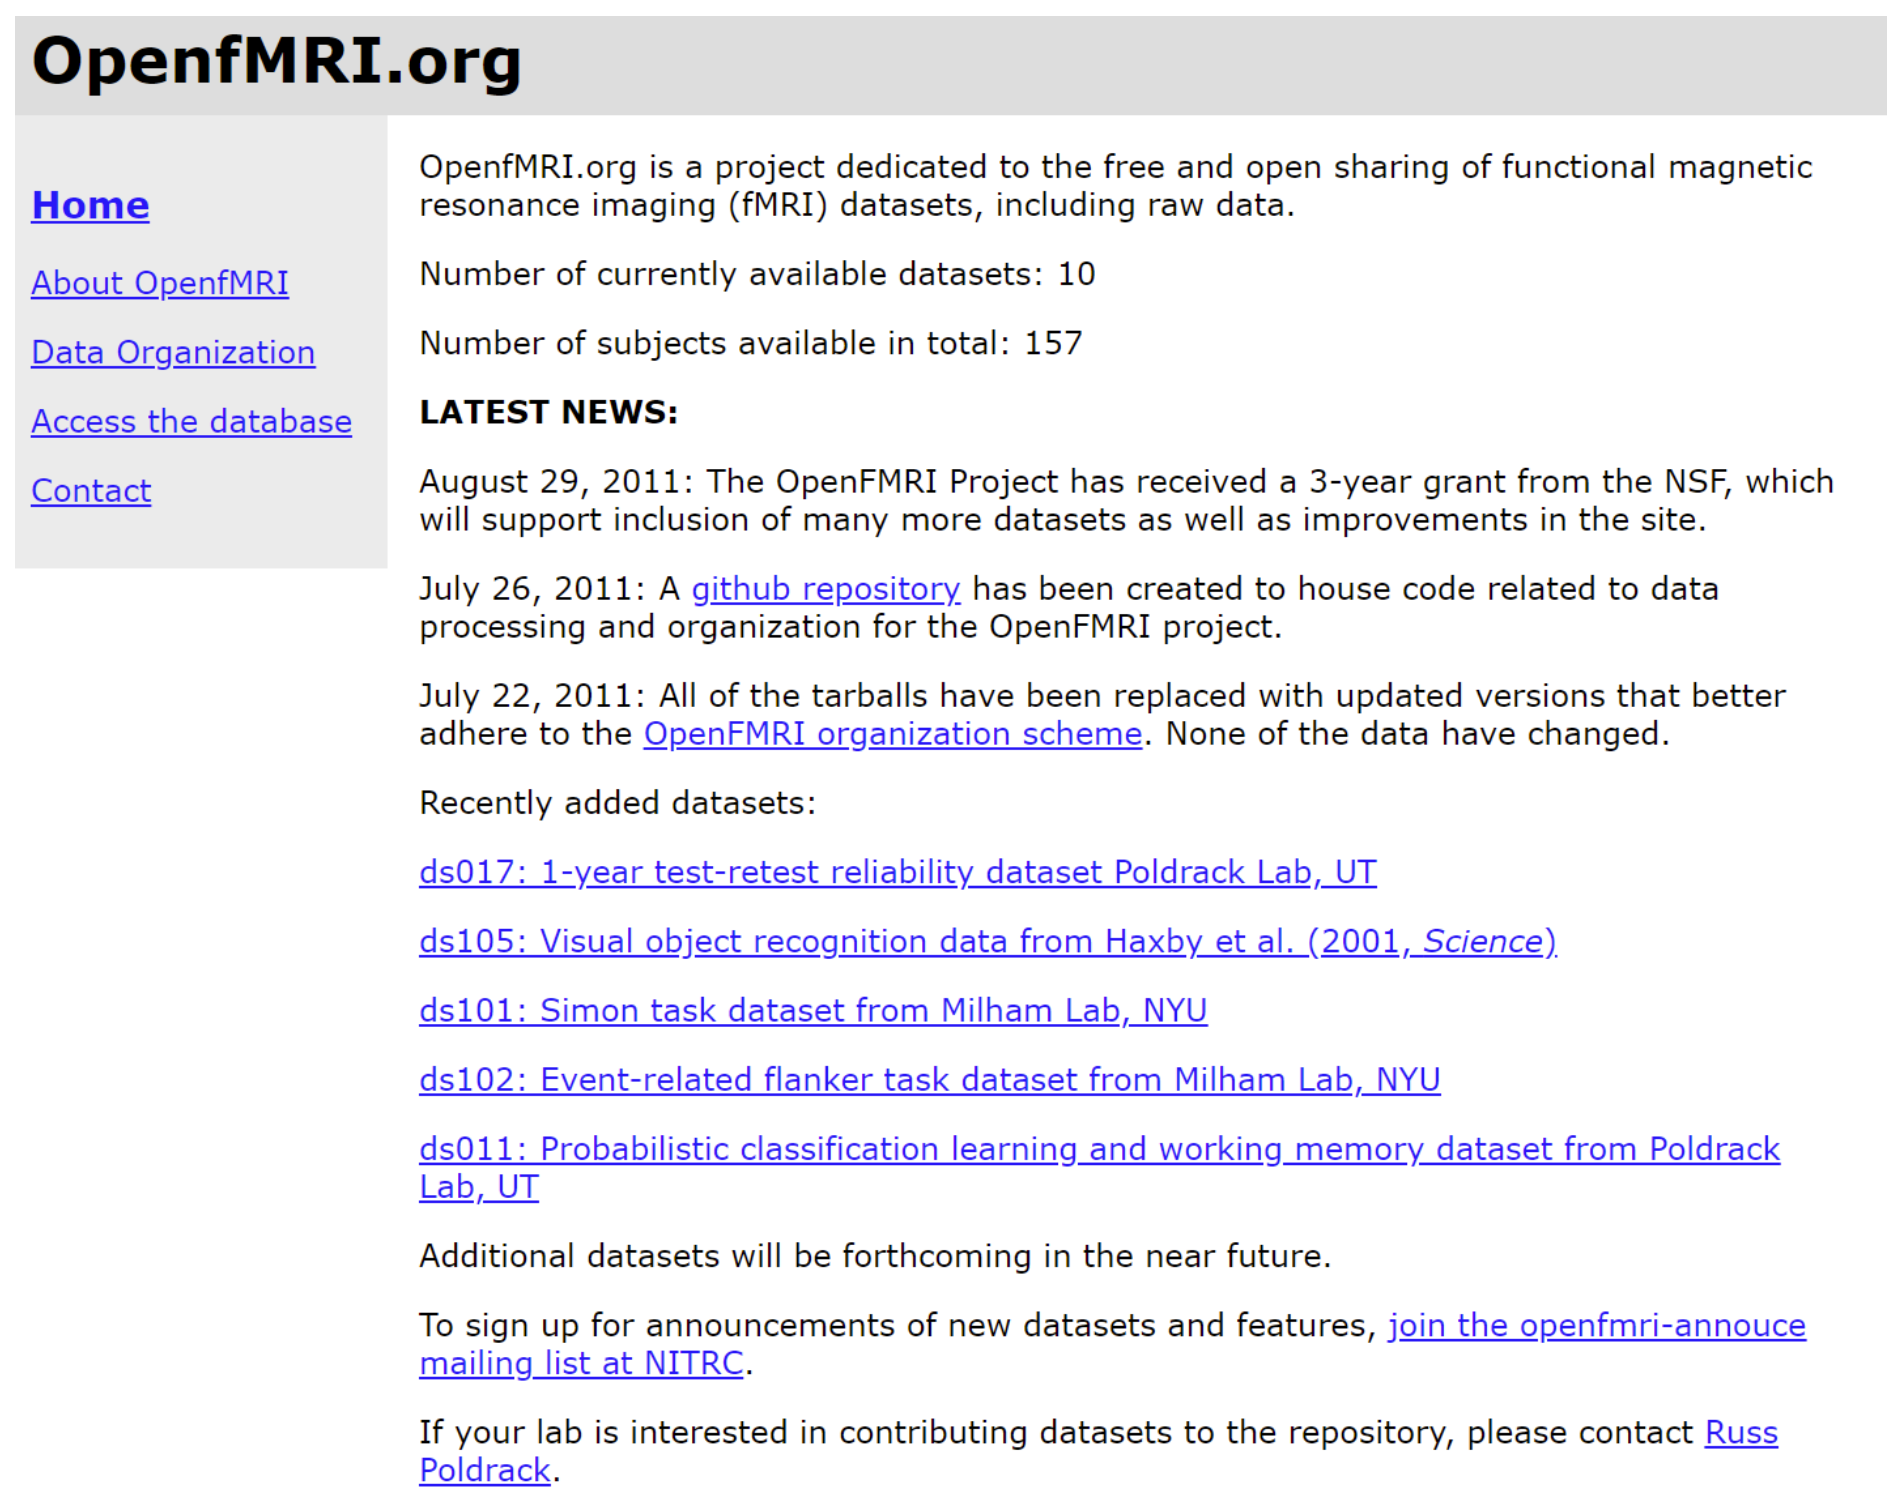 OpenfMRI.org
Home
About OpenfMRI
Data Organization
Access the database
Contact
OpenfMRI.org is a project dedicated to the free and open sharing of functional magnetic
resonance imaging (fMRI) datasets, including raw data.
Number of currently available datasets: 10
Number of subjects available in total: 157
LATEST NEWS:
August 29, 2011: The OpenFMRI Project has received a 3-year grant from the NSF, which
will support inclusion of many more datasets as well as improvements in the site.
July 26, 2011: A github repository has been created to house code related to data
processing and organization for the OpenFMRI project.
July 22, 2011: All of the tarballs have been replaced with updated versions that better
adhere to the OpenFMRI organization scheme. None of the data have changed.
Recently added datasets:
ds017: 1-year test-retest reliability dataset Poldrack Lab, UT
ds105: Visual object recognition data from Haxby et al. (2001, Science)
ds101: Simon task dataset from Milham Lab, NYU
ds102: Event-related flanker task dataset from Milham Lab, NYU
ds011: Probabilistic classification learning and working memory dataset from Poldrack
Lab, UT
Additional datasets will be forthcoming in the near future.
To sign up for announcements of new datasets and features, join the openfmri-annouce
mailing list at NITRC.
If your lab is interested in contributing datasets to the repository, please contact Russ
Poldrack.